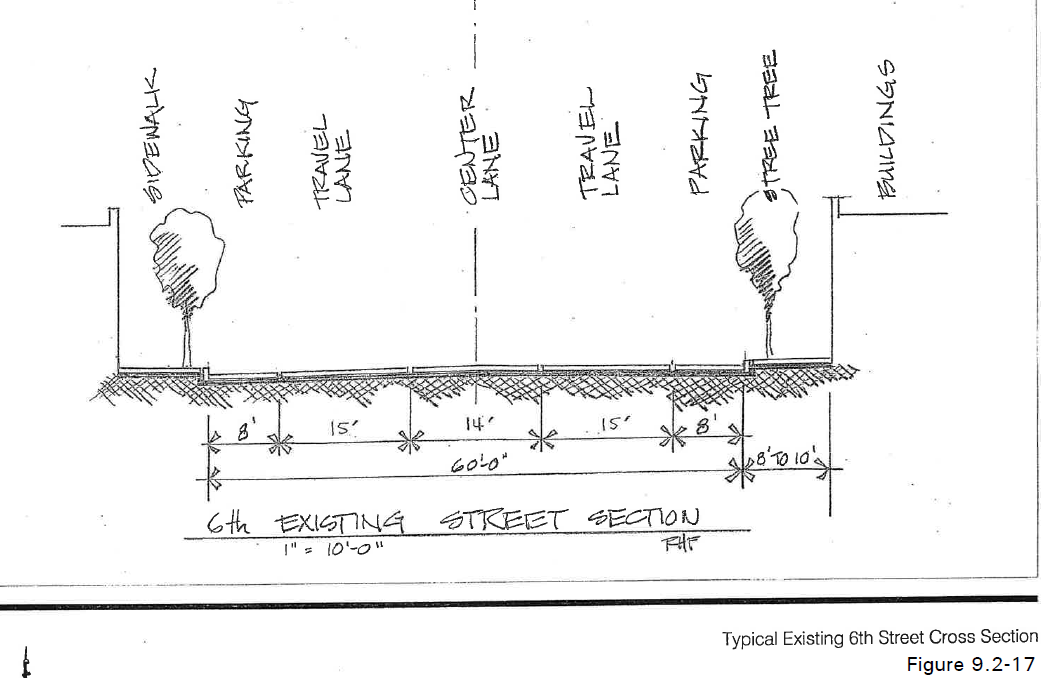 SIDEWALK
PARKING
TRAVEL
LANE
CENTER
LANE
TRAVEL
LANE
PARKING
STREET TREE
BUILDINGS
8' 15' 14' 15' 8'
60'-0" 8' TO 10'
6th EXISTING STREET SECTION
1" = 10'-0" RHF
Typical Existing 6th Street Cross Section
Figure 9.2-17